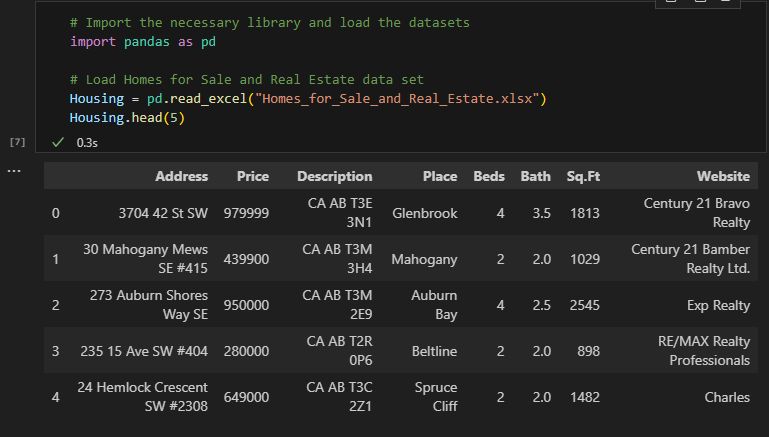 # Import the necessary library and load the datasets
import pandas as pd
# Load Homes for Sale and Real Estate data set
Housing = pd.read_excel("Homes_for_Sale_and_Real_Estate.xlsx")
Housing.head(5)
[7] ✓ 0.3s
...
Address Price Description Place Beds Bath Sq.Ft Website
0 3704 42 St SW 979999 CA AB T3E 3N1 Glenbrook 4 3.5 1813 Century 21 Bravo Realty
1 30 Mahogany Mews SE #415 439900 CA AB T3M 3H4 Mahogany 2 2.0 1029 Century 21 Bamber Realty Ltd.
2 273 Auburn Shores Way SE 950000 CA AB T3M 2E9 Auburn Bay 4 2.5 2545 Exp Realty
3 235 15 Ave SW #404 280000 CA AB T2R 0P6 Beltline 2 2.0 898 RE/MAX Realty Professionals
4 24 Hemlock Crescent SW #2308 649000 CA AB T3C 2Z1 Spruce Cliff 2 2.0 1482 Charles